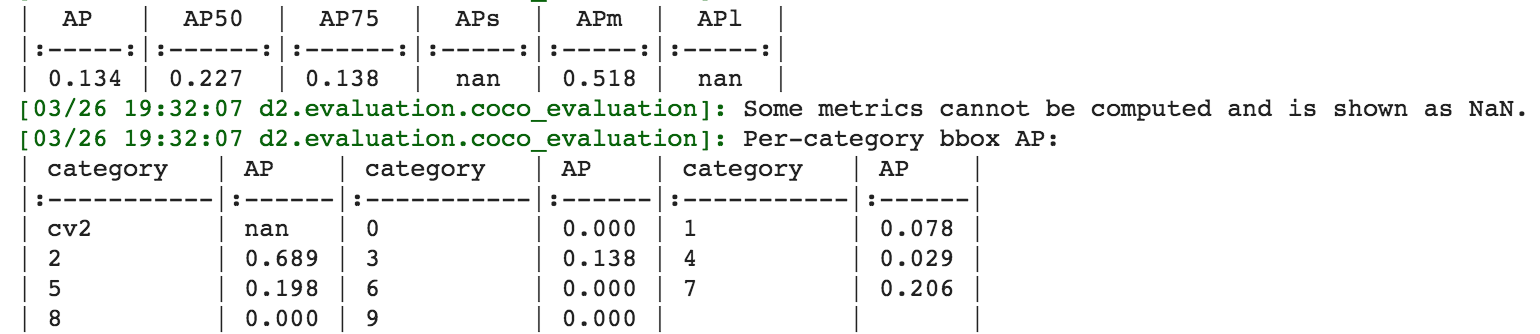 |  AP   |  AP50  |  AP75  |  APs  |  APm  |  APl  |
|:-----:|:------:|:------:|:-----:|:-----:|:-----:|
| 0.134 | 0.227  | 0.138  |  nan  | 0.518 |  nan  |
[03/26 19:32:07 d2.evaluation.coco_evaluation]: Some metrics cannot be computed and is shown as NaN.
[03/26 19:32:07 d2.evaluation.coco_evaluation]: Per-category bbox AP:
| category   | AP    | category   | AP    | category   | AP    |
|:-----------|:------|:-----------|:------|:-----------|:------|
| cv2        | nan   | 0          | 0.000 | 1          | 0.078 |
| 2          | 0.689 | 3          | 0.138 | 4          | 0.029 |
| 5          | 0.198 | 6          | 0.000 | 7          | 0.206 |
| 8          | 0.000 | 9          | 0.000 |            |       |